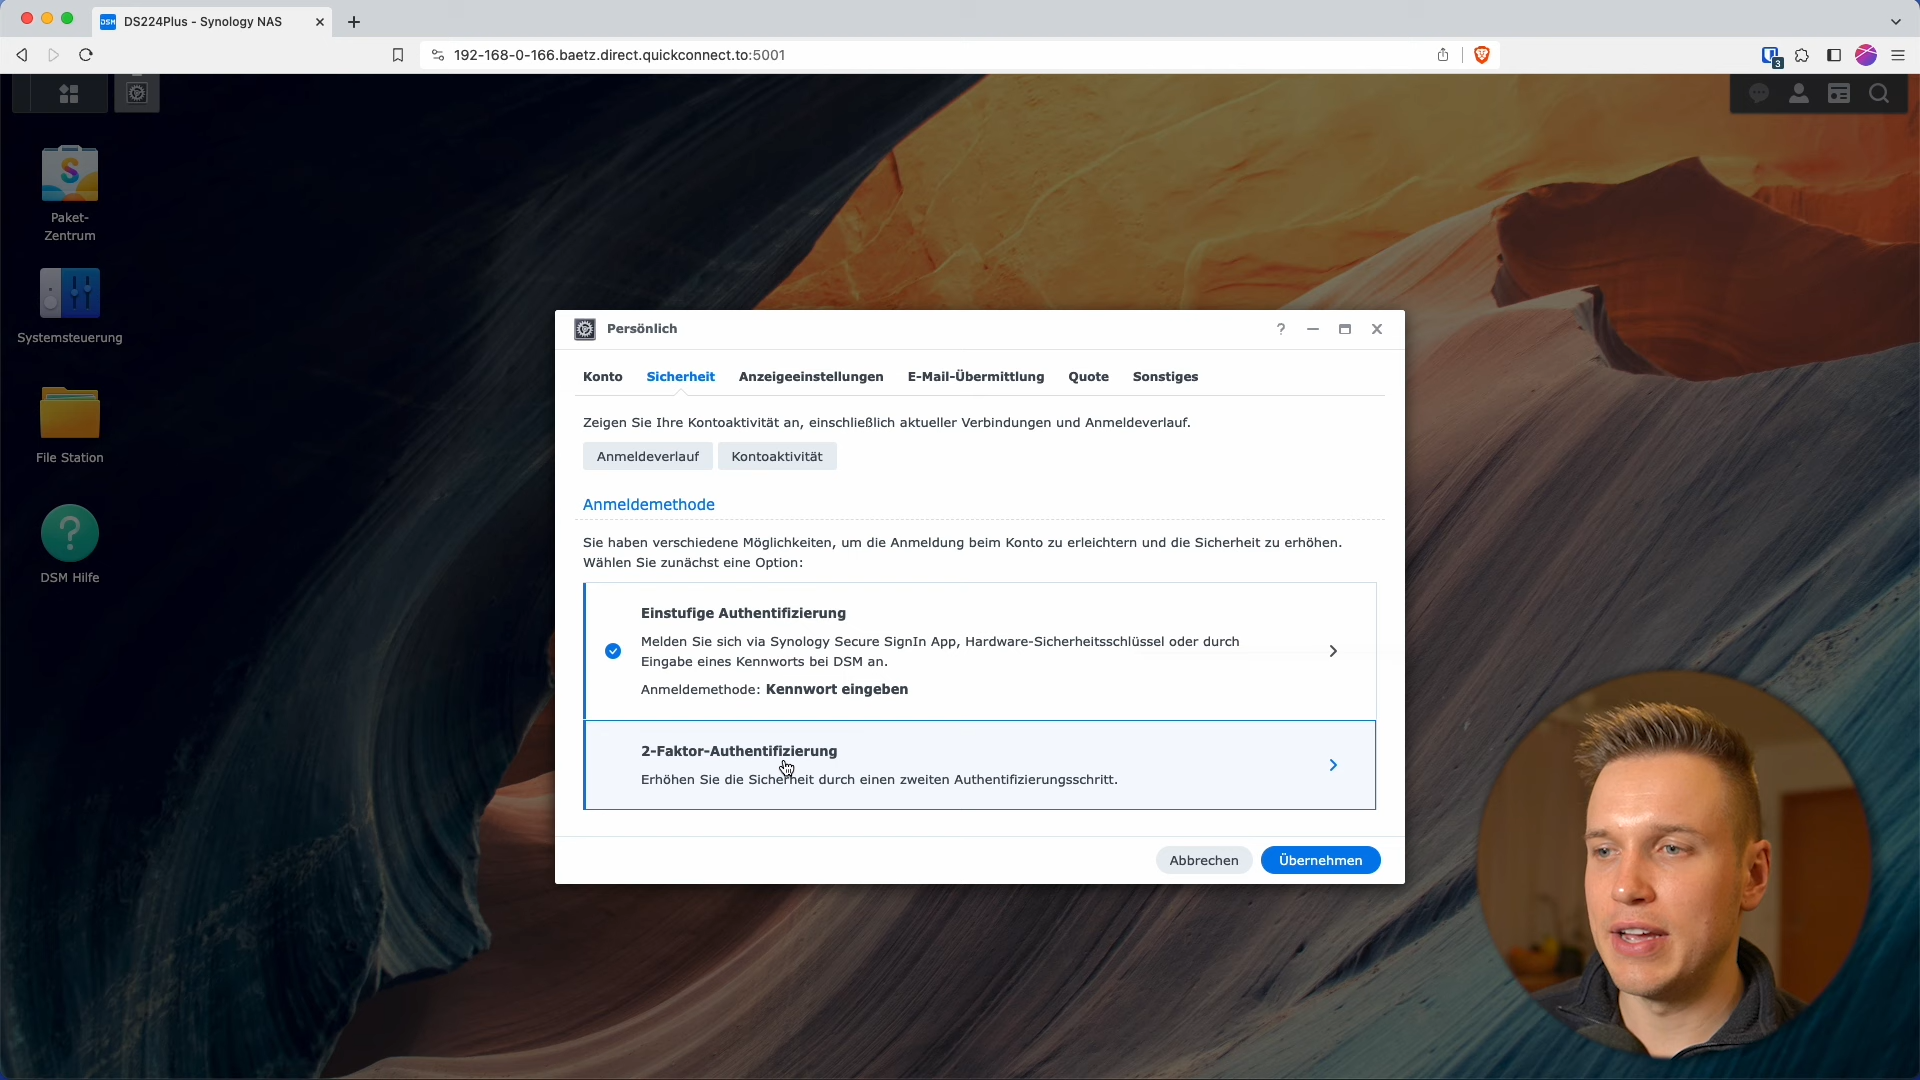 DSM
DS224Plus - Synology NAS
192-168-0-166.baetz.direct.quickconnect.to:5001
3
Paket-
Zentrum
Systemsteuerung
File Station
DSM Hilfe
Persönlich
Konto
Sicherheit
Anzeigeeinstellungen
E-Mail-Übermittlung
Quote
Sonstiges
Zeigen Sie Ihre Kontoaktivität an, einschließlich aktueller Verbindungen und Anmeldeverlauf.
Anmeldeverlauf
Kontoaktivität
Anmeldemethode
Sie haben verschiedene Möglichkeiten, um die Anmeldung beim Konto zu erleichtern und die Sicherheit zu erhöhen.
Wählen Sie zunächst eine Option:
Einstufige Authentifizierung
Melden Sie sich via Synology Secure SignIn App, Hardware-Sicherheitsschlüssel oder durch
Eingabe eines Kennworts bei DSM an.
Anmeldemethode: Kennwort eingeben
2-Faktor-Authentifizierung
Erhöhen Sie die Sicherheit durch einen zweiten Authentifizierungsschritt.
Abbrechen
Übernehmen